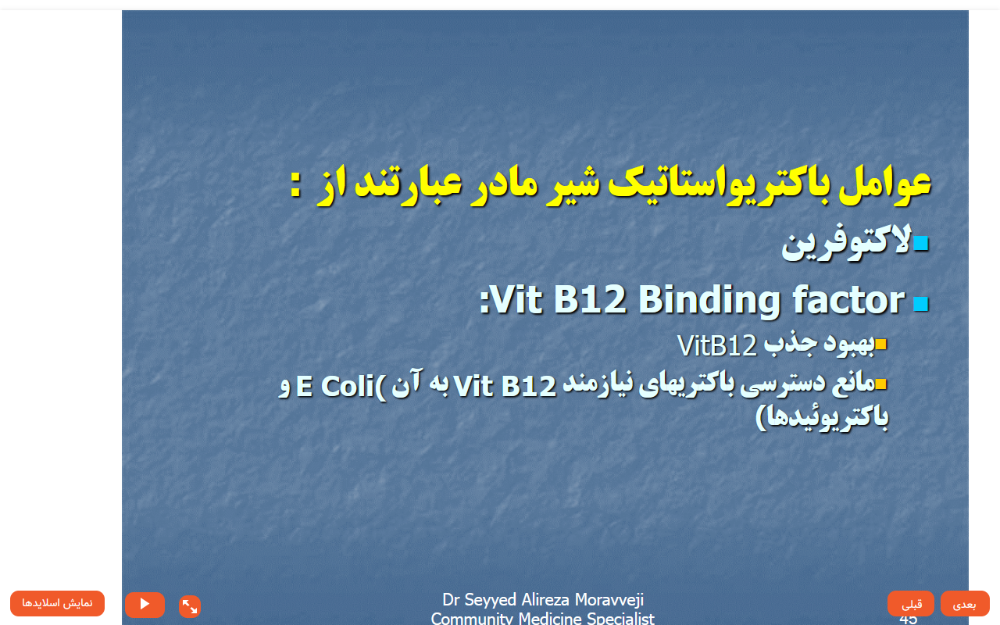 عوامل باکتریواستاتیک شیر مادر عبارتند از :
لاکتوفرین
Vit B12 Binding factor:
بهبود جذب VitB12
مانع دسترسی باکتریهای نیازمند Vit B12 به آن (E Coli و
باکتریوئیدها)
Dr Seyyed Alireza Moravveji
Community Medicine Specialist
45
بعدی
قبلی
نمایش اسلایدها